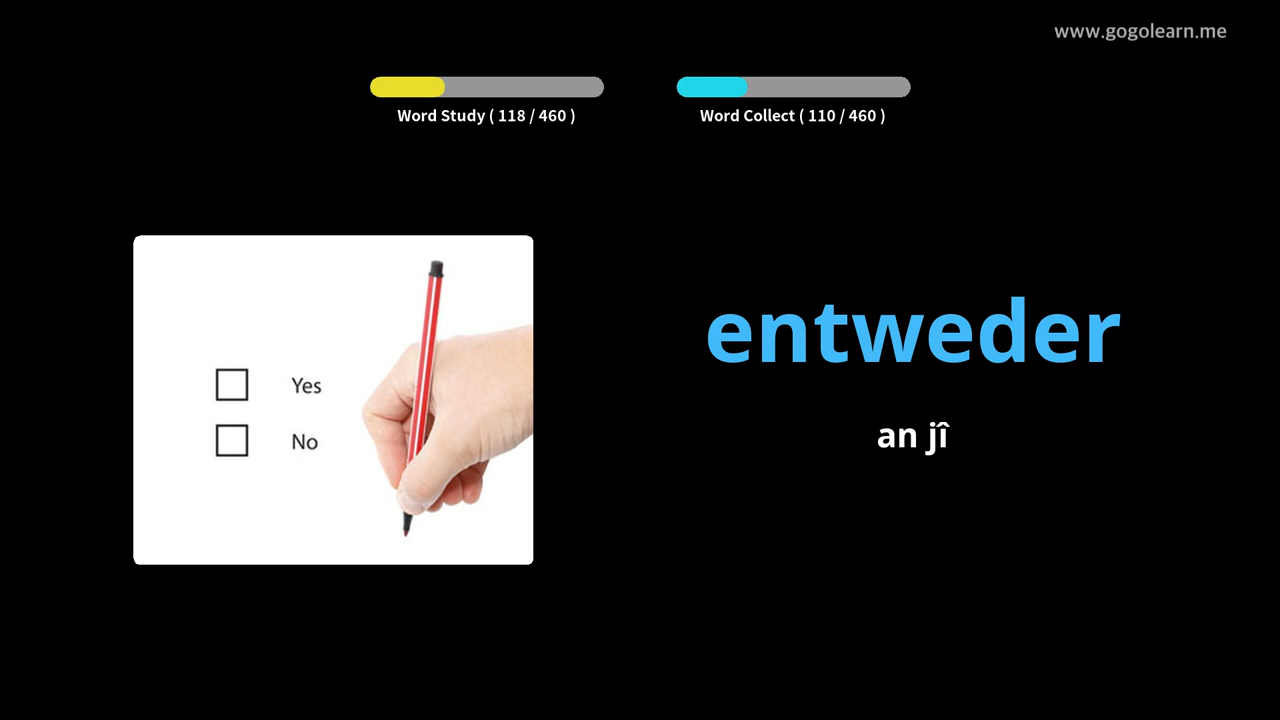 www.gogolearn.me
Word Study ( 118 / 460 )
Word Collect ( 110 / 460 )
Yes
No
entweder
an jî